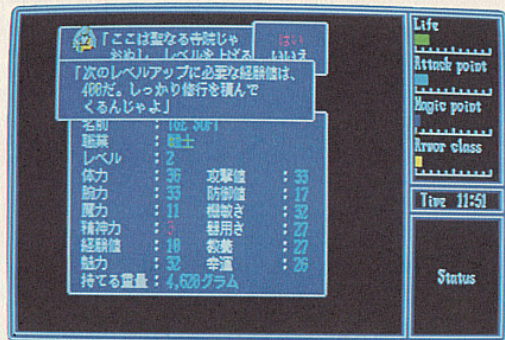 「ここは聖なる寺院じゃ
おぬし、レベルを上げる
はい
いいえ
「次のレベルアップに必要な経験値は、
400だ。しっかり修行を積んで
くるんじゃよ」
名前 : T&E SOFT
職業 : 戦士
レベル : 2
体力 : 36 攻撃値 : 33
腕力 : 33 防御値 : 17
魔力 : 11 機敏さ : 32
精神力 : 3 器用さ : 27
経験値 : 10 教養 : 27
魅力 : 32 幸運 : 26
持てる重量 : 4,620グラム
Life
Attack point
Magic point
Armor class
Time 11:51
Status